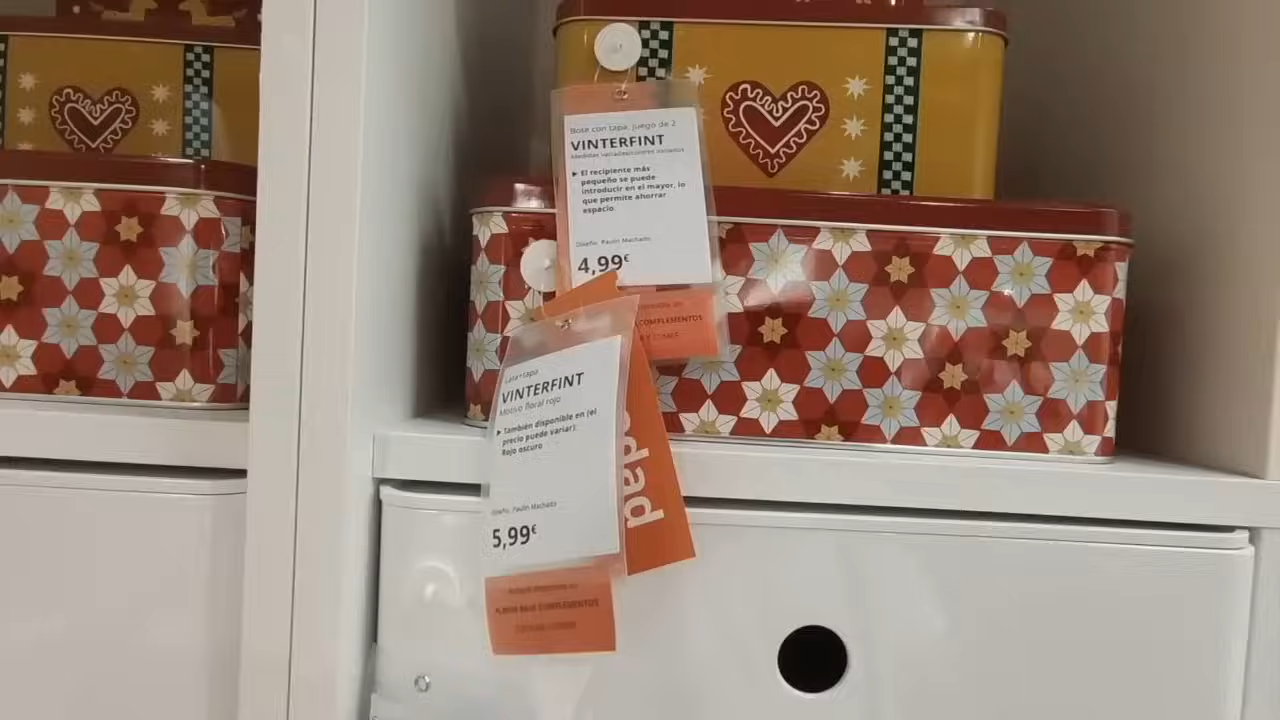 Bote con tapa, juego de 2
VINTERFINT
Medidas variadas/colores variados
▸ El recipiente más
pequeño se puede
introducir en el mayor, lo
que permite ahorrar
espacio.
Diseño: Paulin Machado
4,99€
COMPLEMENTOS
Y COMER
Lata+tapa
VINTERFINT
Motivo floral rojo
▸ También disponible en (el
precio puede variar):
Rojo oscuro
Diseño: Paulin Machado
5,99€
dad
PLANTA BAJA COMPLEMENTOS